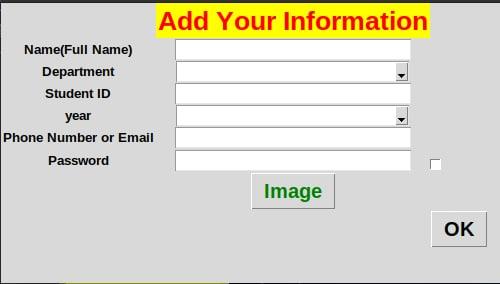 Add Your Information
Name(Full Name)
Department
Student ID
year
Phone Number or Email
Password
Image
OK